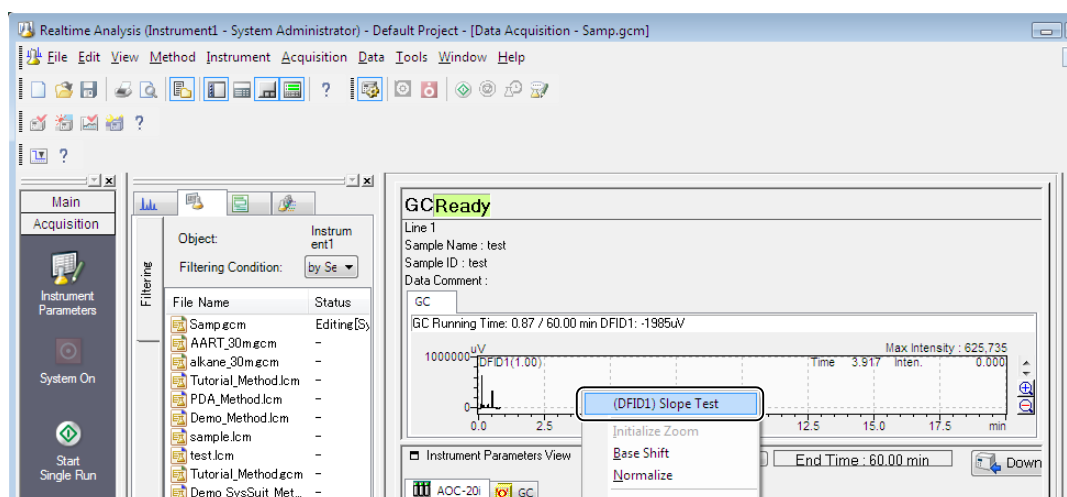 Realtime Analysis (Instrument1 - System Administrator) - Default Project - [Data Acquisition - Samp.gcm]
File Edit View Method Instrument Acquisition Data Tools Window Help
?
?
?
Main
Acquisition
Instrument
Parameters
System On
Start
Single Run
Filtering
Object: Instrum
ent1
Filtering Condition: by Se
File Name Status
Samp.gcm Editing[Sy
AART_30m.gcm -
alkane_30m.gcm -
Tutorial_Method.lcm -
PDA_Method.lcm -
Demo_Method.lcm -
sample.lcm -
test.lcm -
Tutorial_Method.gcm -
Demo SysSuit Met... -
GC Ready
Line 1
Sample Name : test
Sample ID : test
Data Comment :
GC
GC Running Time: 0.87 / 60.00 min DFID1: -1985uV
Max Intensity : 625,735
uV
1000000 DFID1(1.00) Time 3.917 Inten. 0.000
0
0.0 2.5 12.5 15.0 17.5 min
(DFID1) Slope Test
Initialize Zoom
Base Shift
Normalize
Instrument Parameters View End Time : 60.00 min Down
AOC-20i GC